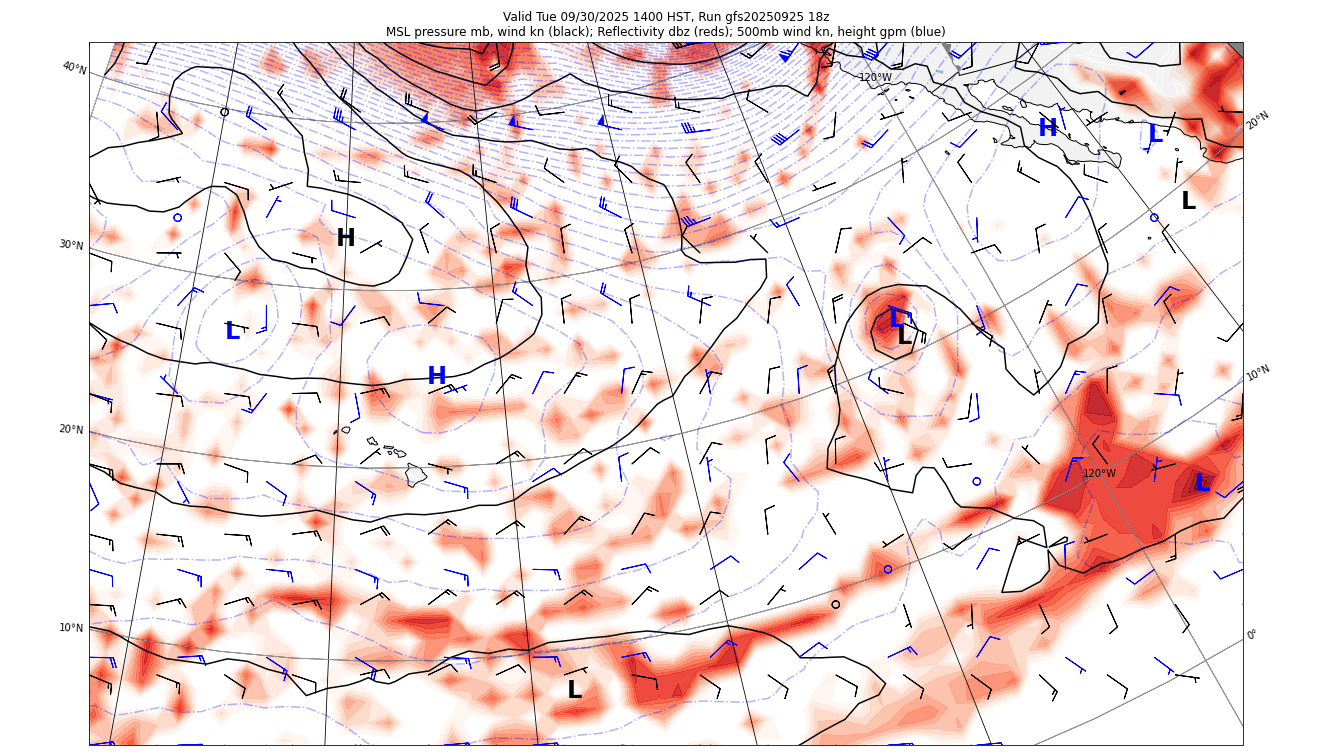 Valid Tue 09/30/2025 1400 HST, Run gfs20250925 18z
MSL pressure mb, wind kn (black); Reflectivity dbz (reds); 500mb wind kn, height gpm (blue)
40°N
120°W
20°N
H
L
L
H
30°N
L
L
L
H
10°N
20°N
120°W
L
10°N
0°
L